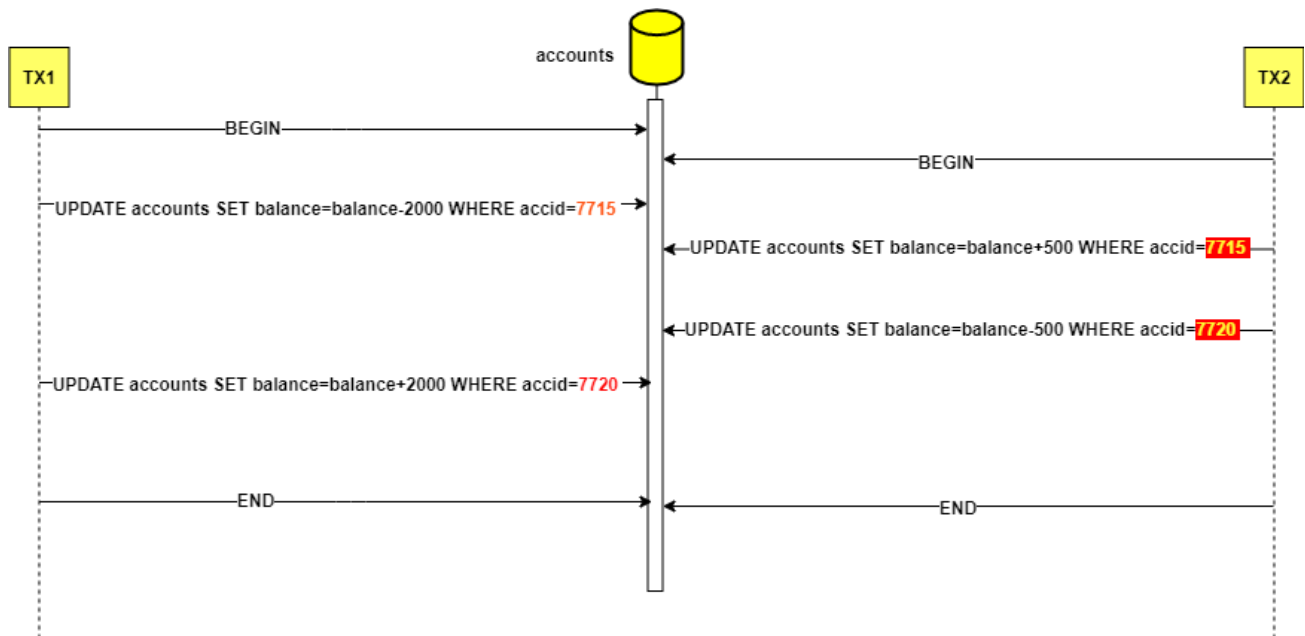 accounts
TX1
TX2
BEGIN
BEGIN
UPDATE accounts SET balance=balance-2000 WHERE accid=7715
UPDATE accounts SET balance=balance+500 WHERE accid=7715
UPDATE accounts SET balance=balance-500 WHERE accid=7720
UPDATE accounts SET balance=balance+2000 WHERE accid=7720
END
END